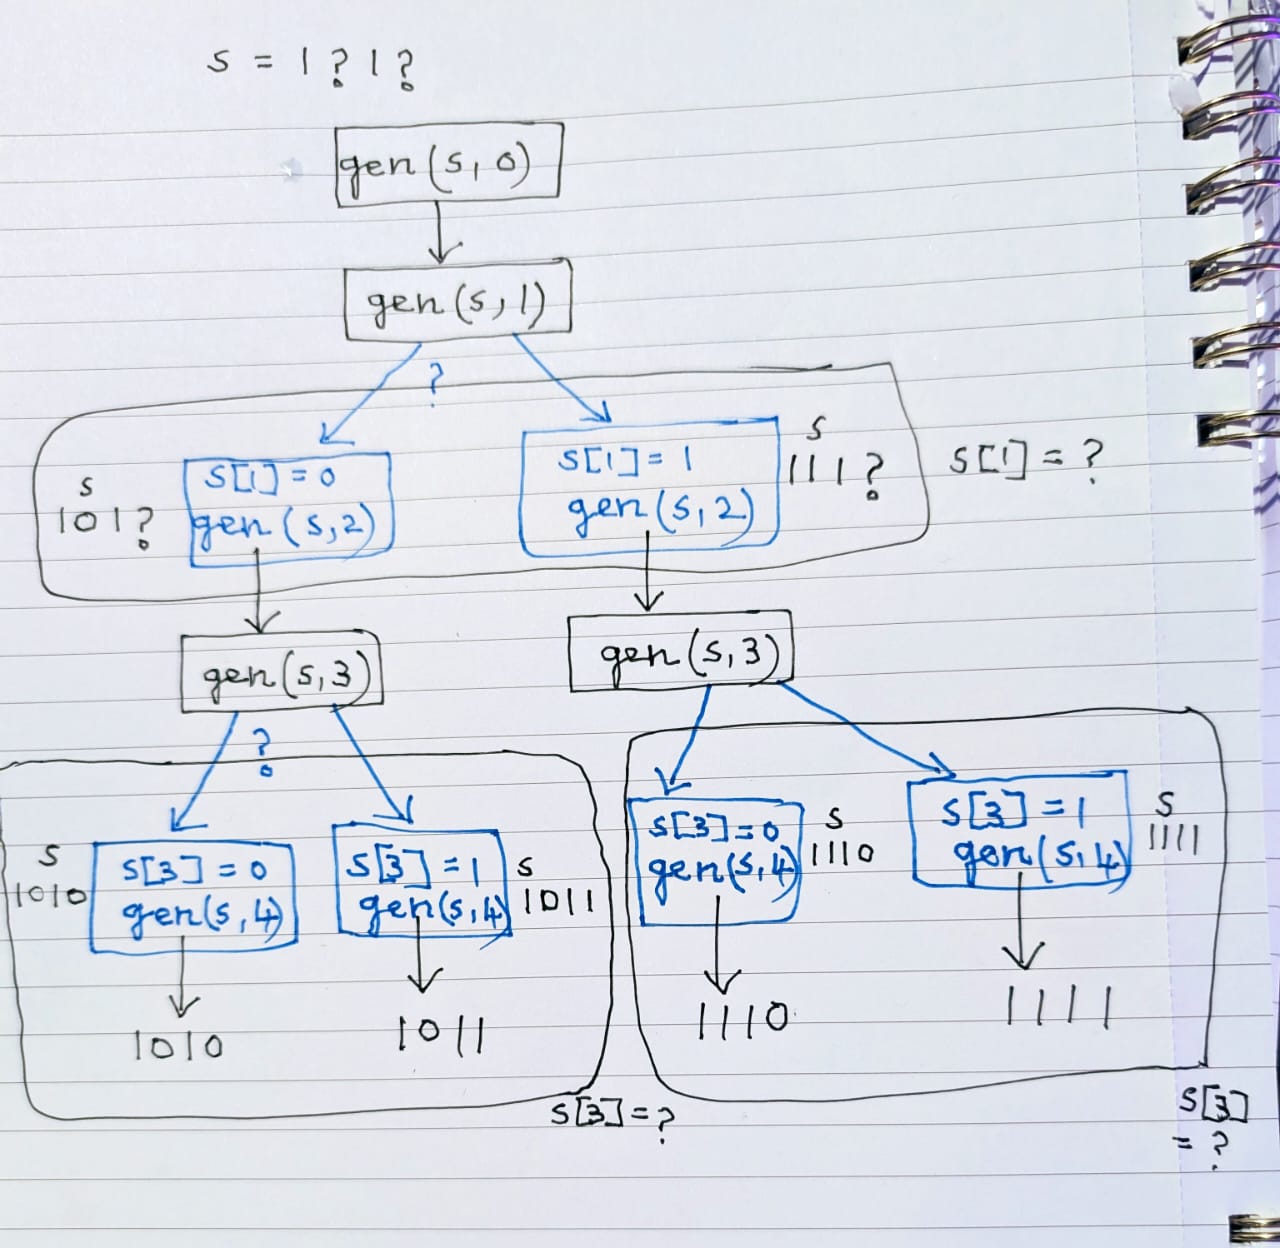 s = 1?1?
gen(s,0)
gen(s,1)
?
s
101?
s[1]=0
gen(s,2)
s[1]=1
gen(s,2)
s
111?
s[1]=?
gen(s,3)
gen(s,3)
?
s
1010
s[3]=0
gen(s,4)
s[3]=1
gen(s,4)
s
1011
s[3]=0
gen(s,4)
s
1110
s[3]=1
gen(s,4)
s
1111
1010
1011
1110
1111
s[3]=?
s[3]
=?